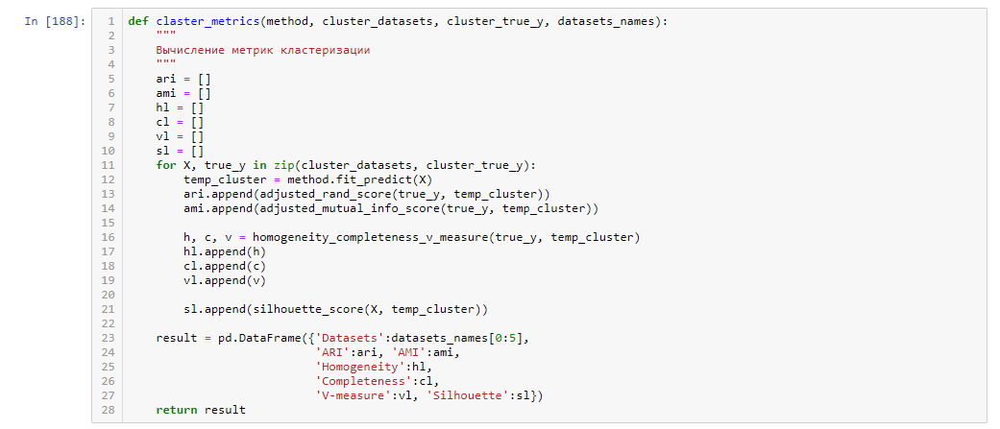 In [188]:
1 def claster_metrics(method, cluster_datasets, cluster_true_y, datasets_names):
2     """
3     Вычисление метрик кластеризации
4     """
5     ari = []
6     ami = []
7     hl = []
8     cl = []
9     vl = []
10     sl = []
11     for X, true_y in zip(cluster_datasets, cluster_true_y):
12         temp_cluster = method.fit_predict(X)
13         ari.append(adjusted_rand_score(true_y, temp_cluster))
14         ami.append(adjusted_mutual_info_score(true_y, temp_cluster))
15
16         h, c, v = homogeneity_completeness_v_measure(true_y, temp_cluster)
17         hl.append(h)
18         cl.append(c)
19         vl.append(v)
20
21         sl.append(silhouette_score(X, temp_cluster))
22
23     result = pd.DataFrame({'Datasets':datasets_names[0:5],
24                            'ARI':ari, 'AMI':ami,
25                            'Homogeneity':hl,
26                            'Completeness':cl,
27                            'V-measure':vl, 'Silhouette':sl})
28     return result